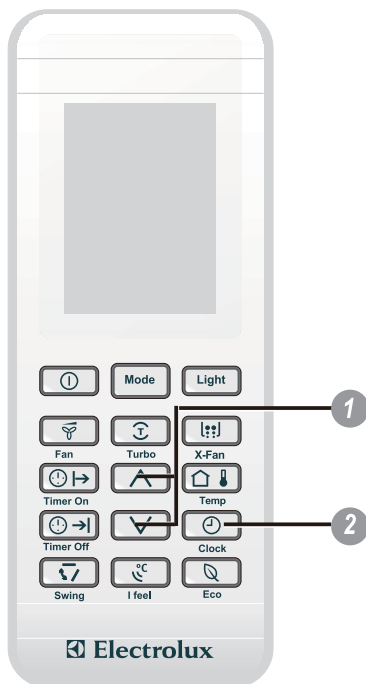 Mode Light
1
Fan Turbo X-Fan
T
Timer On Temp
Timer Off Clock
2
°C
Swing I feel Eco
Electrolux